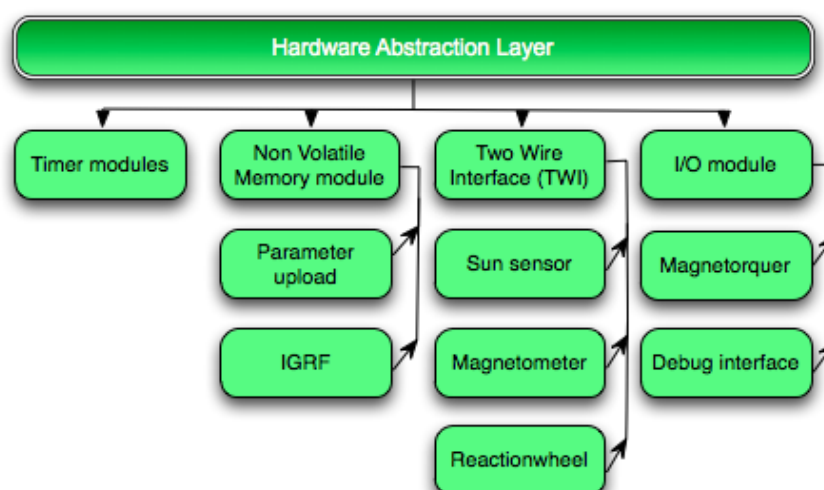 Hardware Abstraction Layer
Timer modules
Non Volatile
Memory module
Two Wire
Interface (TWI)
I/O module
Parameter
upload
Sun sensor
Magnetorquer
IGRF
Magnetometer
Debug interface
Reactionwheel